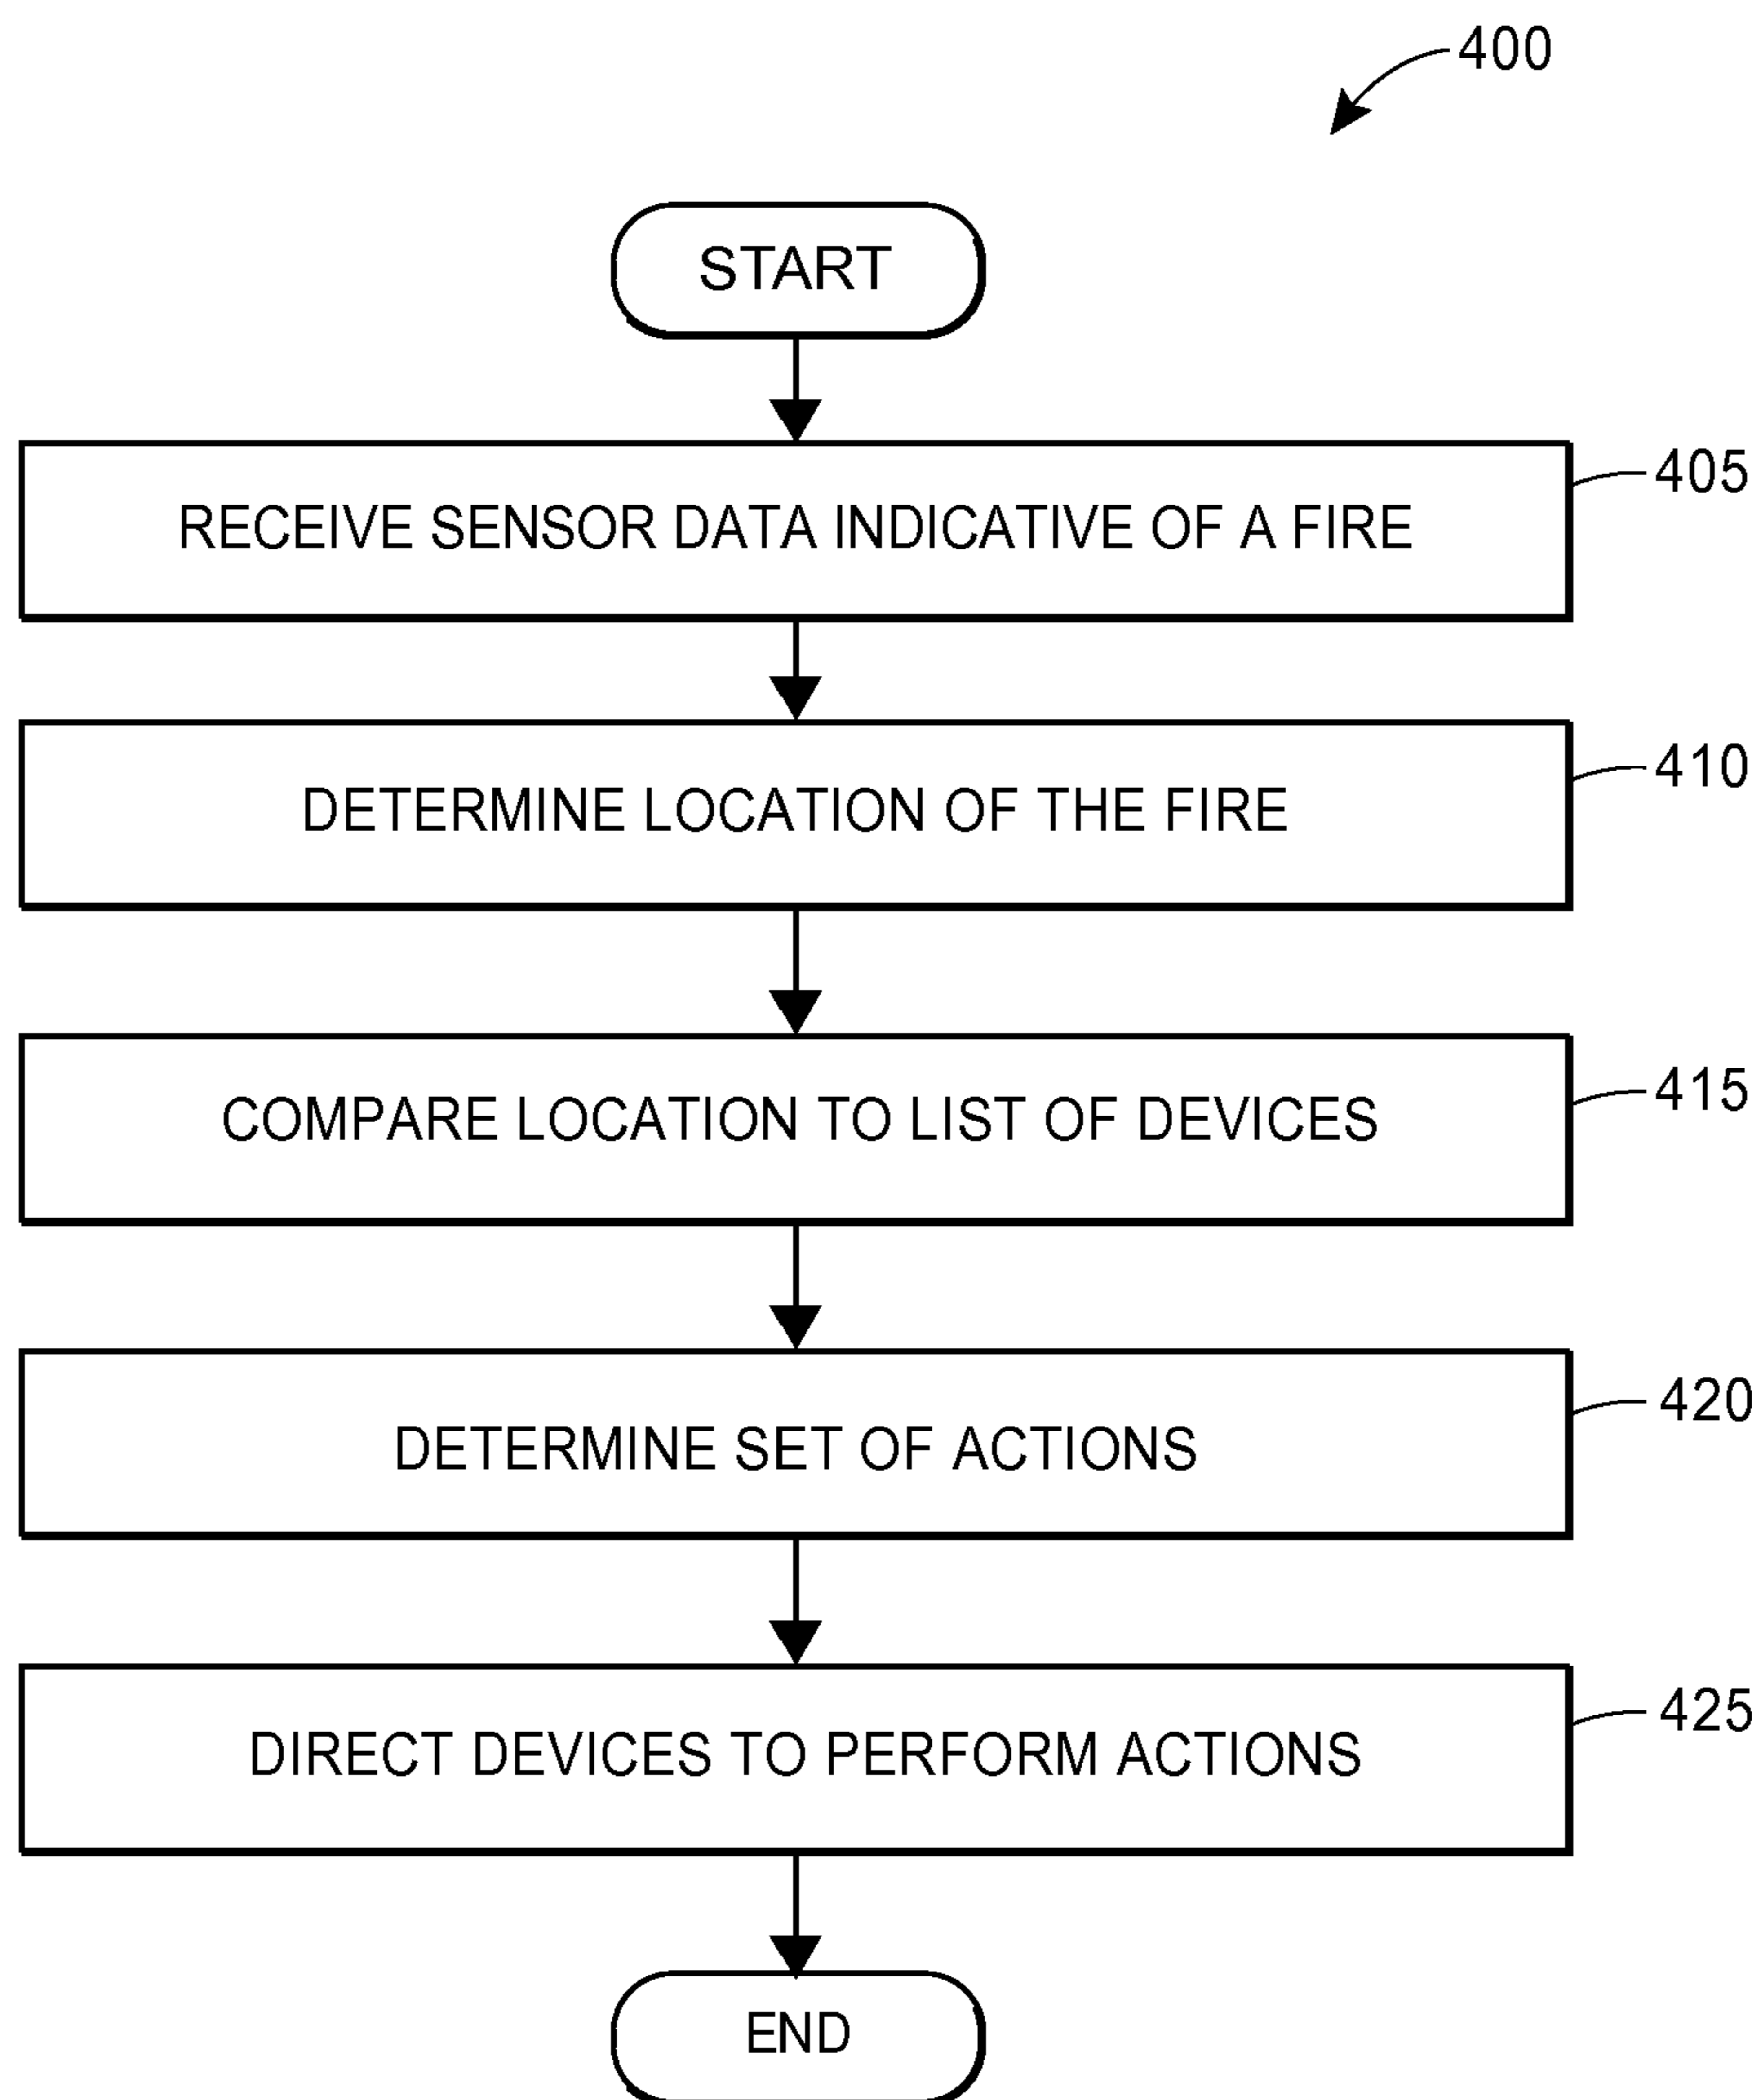 400
START
RECEIVE SENSOR DATA INDICATIVE OF A FIRE
405
DETERMINE LOCATION OF THE FIRE
410
COMPARE LOCATION TO LIST OF DEVICES
415
DETERMINE SET OF ACTIONS
420
DIRECT DEVICES TO PERFORM ACTIONS
425
END